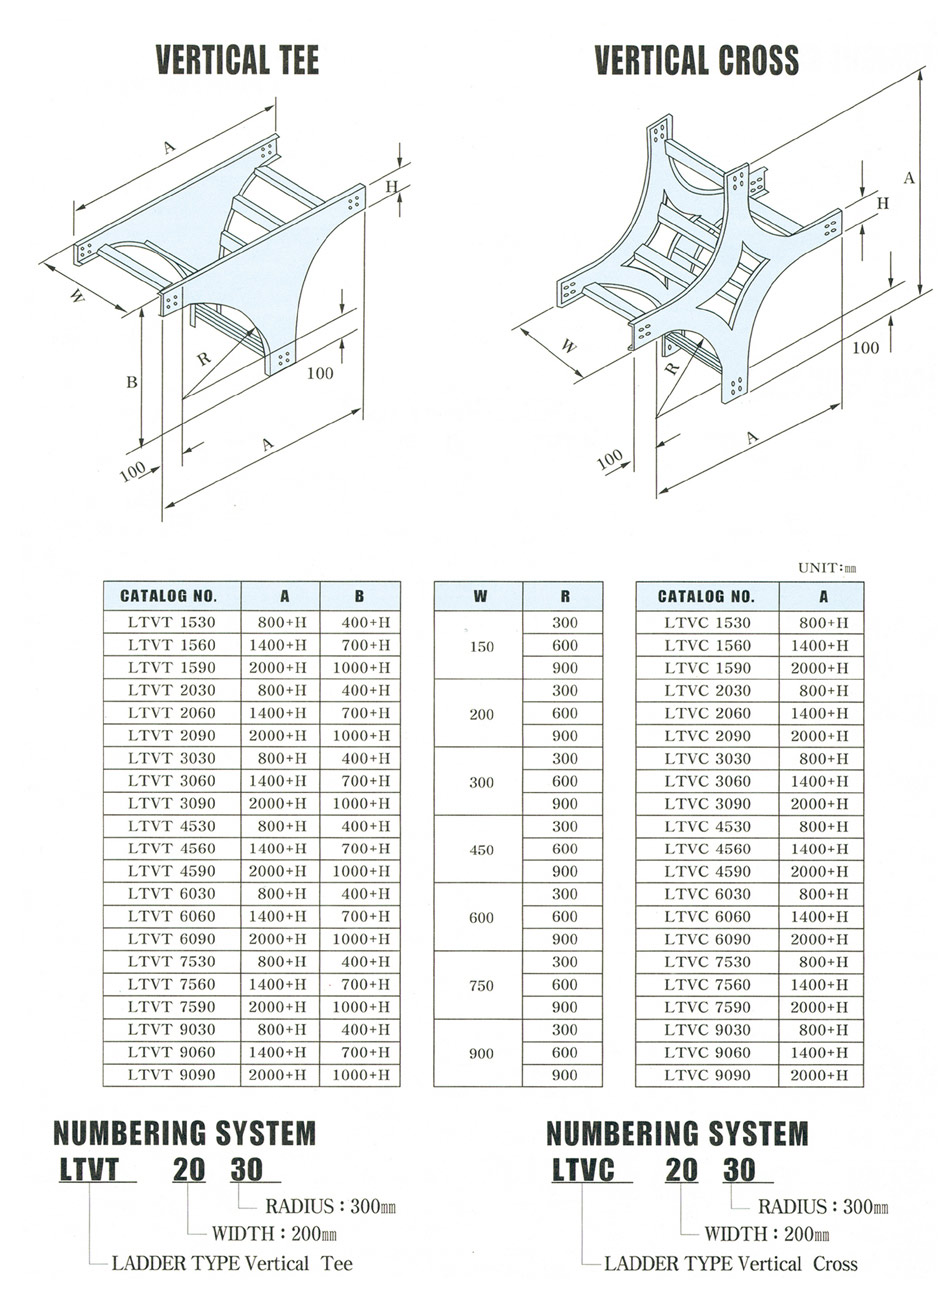 VERTICAL TEE
VERTICAL CROSS
A
H
W
B
R
100
100
A
A
H
W
R
100
100
A
UNIT:㎜
CATALOG NO. A B W R CATALOG NO. A
LTVT 1530 800+H 400+H 150 300 LTVC 1530 800+H
LTVT 1560 1400+H 700+H 600 LTVC 1560 1400+H
LTVT 1590 2000+H 1000+H 900 LTVC 1590 2000+H
LTVT 2030 800+H 400+H 200 300 LTVC 2030 800+H
LTVT 2060 1400+H 700+H 600 LTVC 2060 1400+H
LTVT 2090 2000+H 1000+H 900 LTVC 2090 2000+H
LTVT 3030 800+H 400+H 300 300 LTVC 3030 800+H
LTVT 3060 1400+H 700+H 600 LTVC 3060 1400+H
LTVT 3090 2000+H 1000+H 900 LTVC 3090 2000+H
LTVT 4530 800+H 400+H 450 300 LTVC 4530 800+H
LTVT 4560 1400+H 700+H 600 LTVC 4560 1400+H
LTVT 4590 2000+H 1000+H 900 LTVC 4590 2000+H
LTVT 6030 800+H 400+H 600 300 LTVC 6030 800+H
LTVT 6060 1400+H 700+H 600 LTVC 6060 1400+H
LTVT 6090 2000+H 1000+H 900 LTVC 6090 2000+H
LTVT 7530 800+H 400+H 750 300 LTVC 7530 800+H
LTVT 7560 1400+H 700+H 600 LTVC 7560 1400+H
LTVT 7590 2000+H 1000+H 900 LTVC 7590 2000+H
LTVT 9030 800+H 400+H 900 300 LTVC 9030 800+H
LTVT 9060 1400+H 700+H 600 LTVC 9060 1400+H
LTVT 9090 2000+H 1000+H 900 LTVC 9090 2000+H
NUMBERING SYSTEM
LTVT 20 30
RADIUS : 300㎜
WIDTH : 200㎜
LADDER TYPE Vertical Tee
NUMBERING SYSTEM
LTVC 20 30
RADIUS : 300㎜
WIDTH : 200㎜
LADDER TYPE Vertical Cross